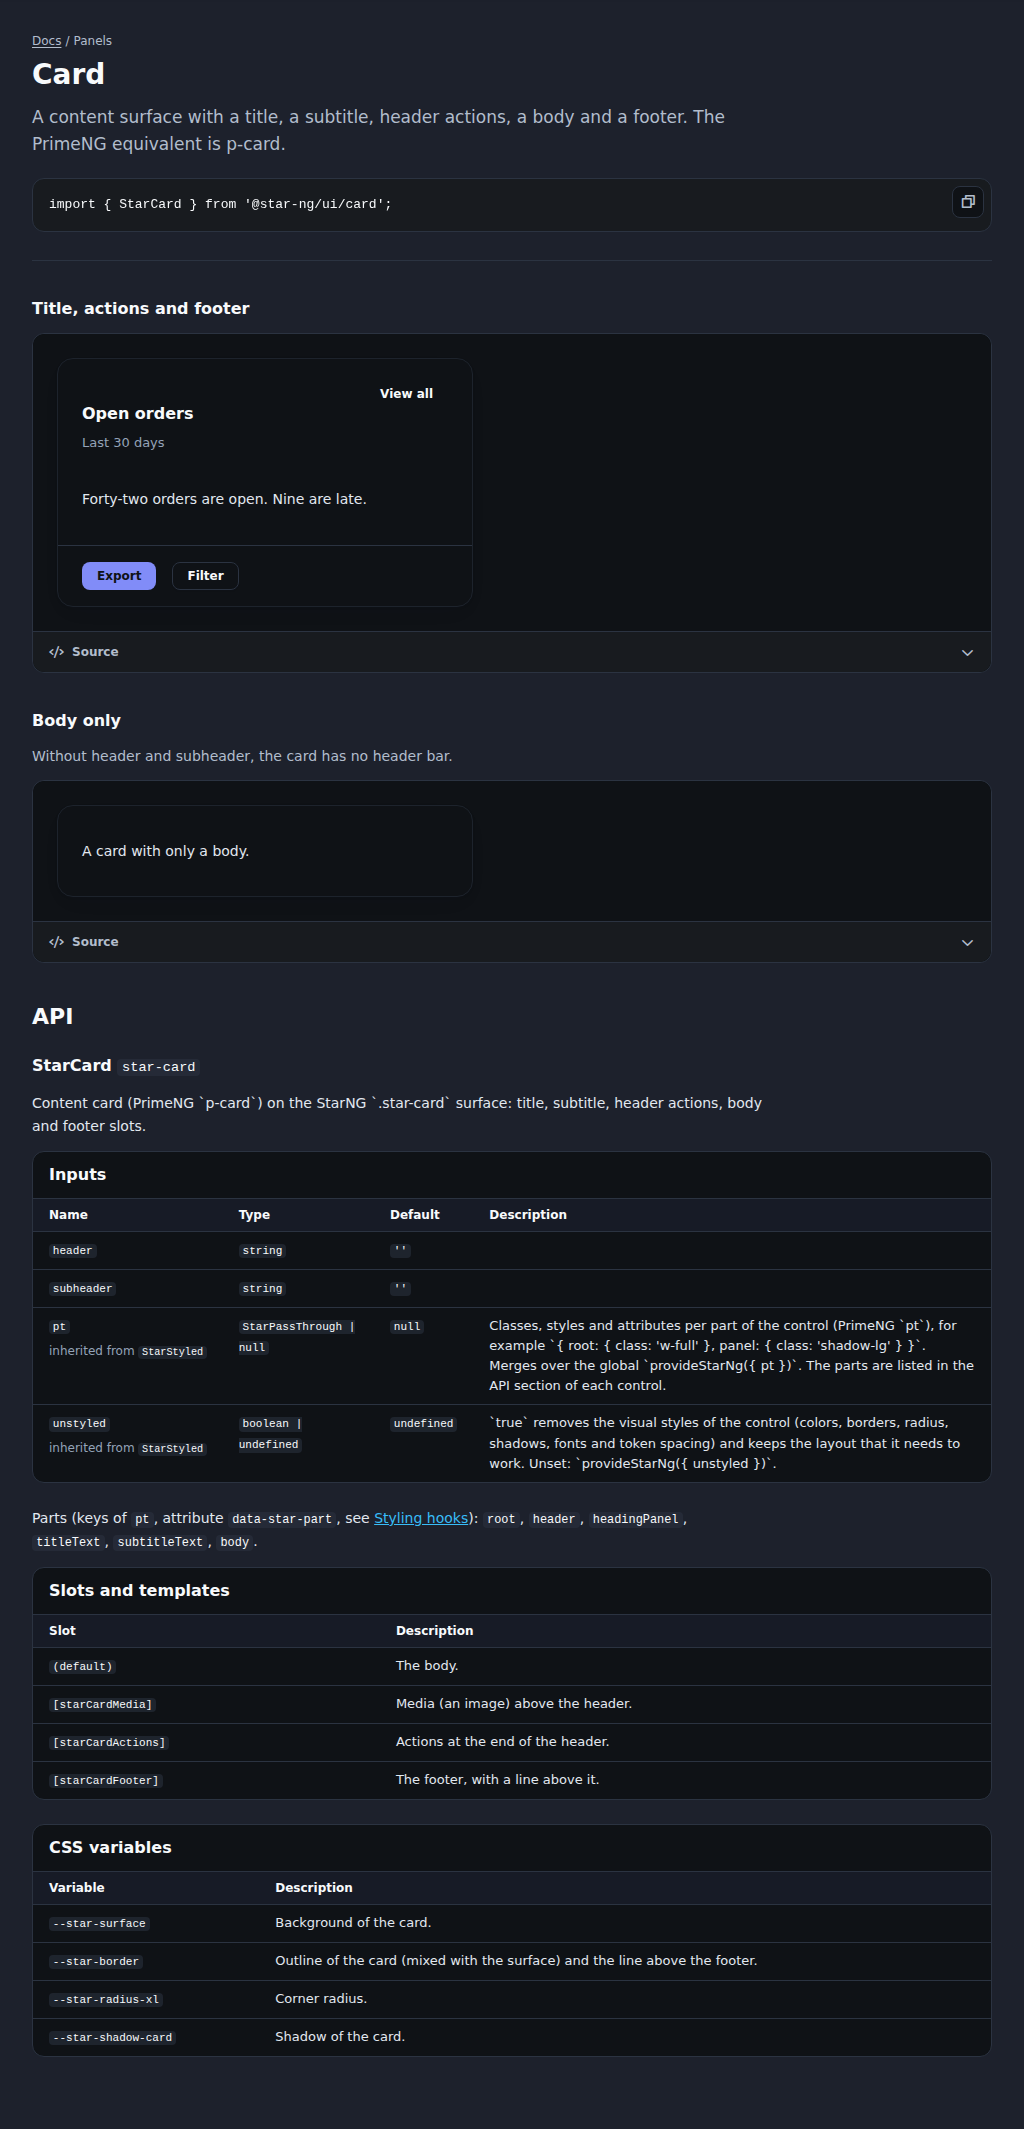 Docs / Panels
Card
A content surface with a title, a subtitle, header actions, a body and a footer. The
PrimeNG equivalent is p-card.
import { StarCard } from '@star-ng/ui/card';
Title, actions and footer
View all
Open orders
Last 30 days
Forty-two orders are open. Nine are late.
Export Filter
</> Source
Body only
Without header and subheader, the card has no header bar.
A card with only a body.
</> Source
API
StarCard star-card
Content card (PrimeNG `p-card`) on the StarNG `.star-card` surface: title, subtitle, header actions, body
and footer slots.
Inputs
Name Type Default Description
header string ''
subheader string ''
pt StarPassThrough | null null Classes, styles and attributes per part of the control (PrimeNG `pt`), for
inherited from StarStyled example `{ root: { class: 'w-full' }, panel: { class: 'shadow-lg' } }`.
Merges over the global `provideStarNg({ pt })`. The parts are listed in the
API section of each control.
unstyled boolean | undefined undefined `true` removes the visual styles of the control (colors, borders, radius,
inherited from StarStyled shadows, fonts and token spacing) and keeps the layout that it needs to
work. Unset: `provideStarNg({ unstyled })`.
Parts (keys of pt, attribute data-star-part, see Styling hooks): root, header, headingPanel,
titleText, subtitleText, body.
Slots and templates
Slot Description
(default) The body.
[starCardMedia] Media (an image) above the header.
[starCardActions] Actions at the end of the header.
[starCardFooter] The footer, with a line above it.
CSS variables
Variable Description
--star-surface Background of the card.
--star-border Outline of the card (mixed with the surface) and the line above the footer.
--star-radius-xl Corner radius.
--star-shadow-card Shadow of the card.